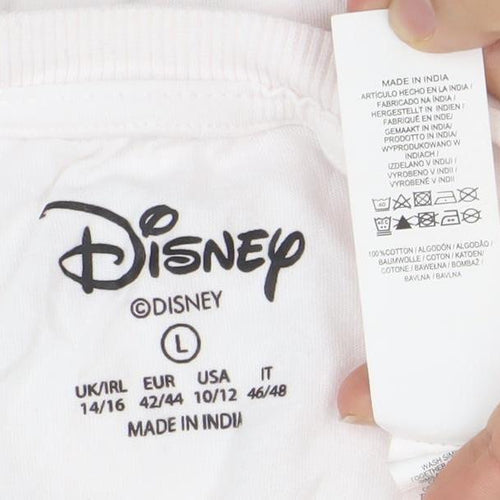 DISNEY
©DISNEY
L
UK/IRL EUR USA IT
14/16 42/44 10/12 46/48
MADE IN INDIA
MADE IN INDIA
ARTICULO HECHO EN LA INDIA /
FABRICADO NA INDIA /
HERGESTELLT IN INDIEN /
FABRIQUÉ EN INDE /
GEMAAKT IN INDIA /
PRODOTTO IN INDIA /
WYPRODUKOWANO W
INDIACH /
IZDELANO V INDIJI /
VYROBENO V INDII /
VYROBENÉ V INDII
100%COTTON / ALGODÓN / ALGODÃO /
BAUMWOLLE / COTON / KATOEN /
COTONE / BAWEŁNA / BOMBAŽ /
BAVLNA / BAVLNA
WASH